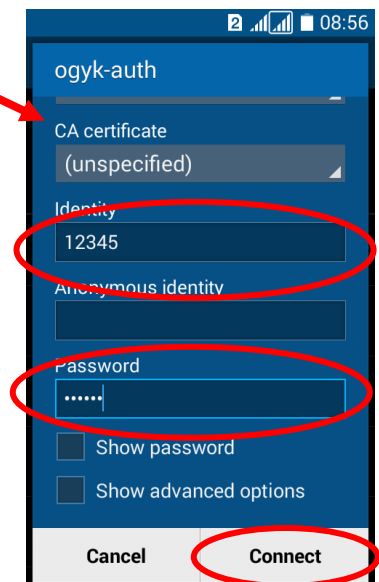 2 08:56
ogyk-auth
CA certificate
(unspecified)
Identity
12345
Anonymous identity
Password
••••••
Show password
Show advanced options
Cancel Connect